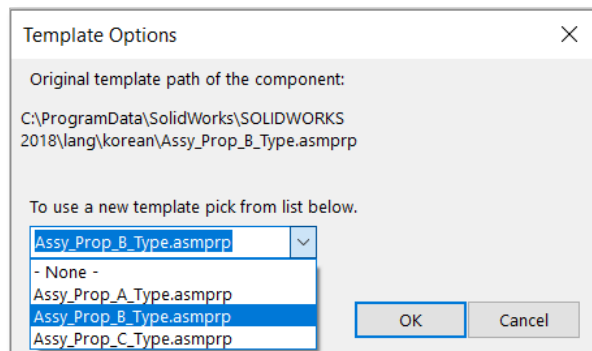 Template Options
Original template path of the component:
C:\ProgramData\SolidWorks\SOLIDWORKS
2018\lang\korean\Assy_Prop_B_Type.asmprp
To use a new template pick from list below.
Assy_Prop_B_Type.asmprp
- None -
Assy_Prop_A_Type.asmprp
Assy_Prop_B_Type.asmprp
Assy_Prop_C_Type.asmprp
OK
Cancel